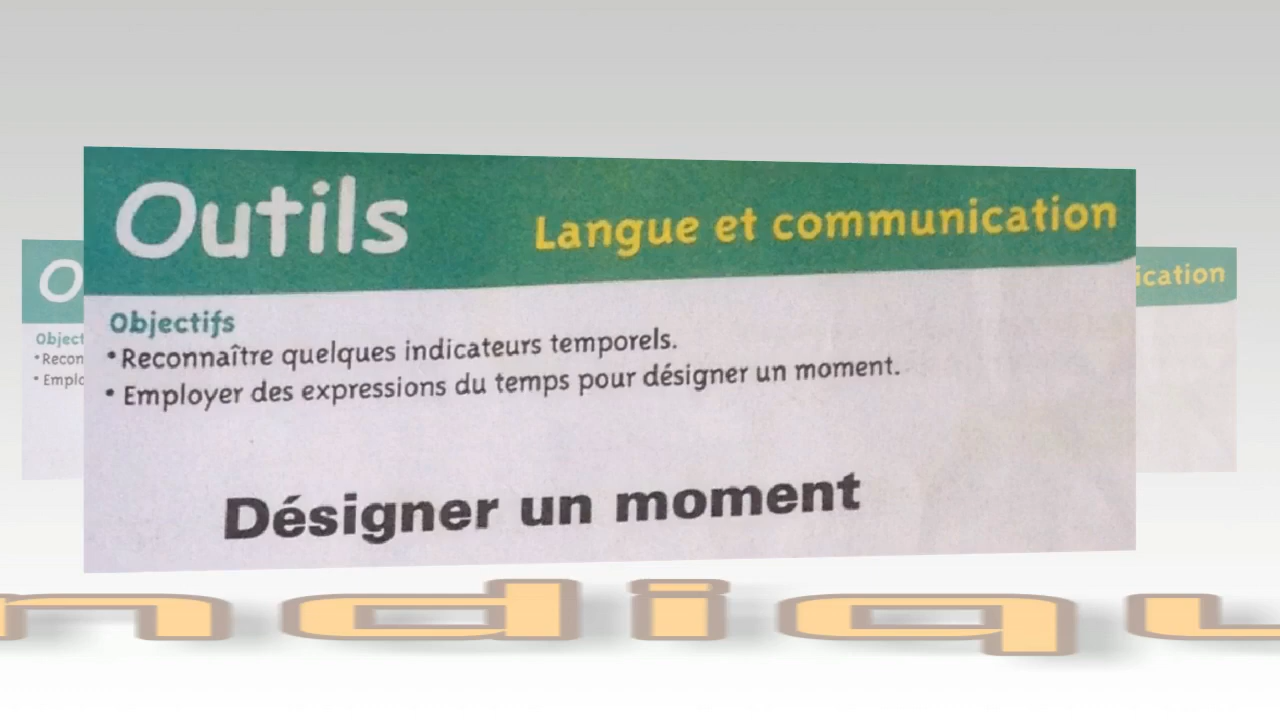 Outils
Langue et communication
Objectifs
• Reconnaître quelques indicateurs temporels.
• Employer des expressions du temps pour désigner un moment.
Désigner un moment